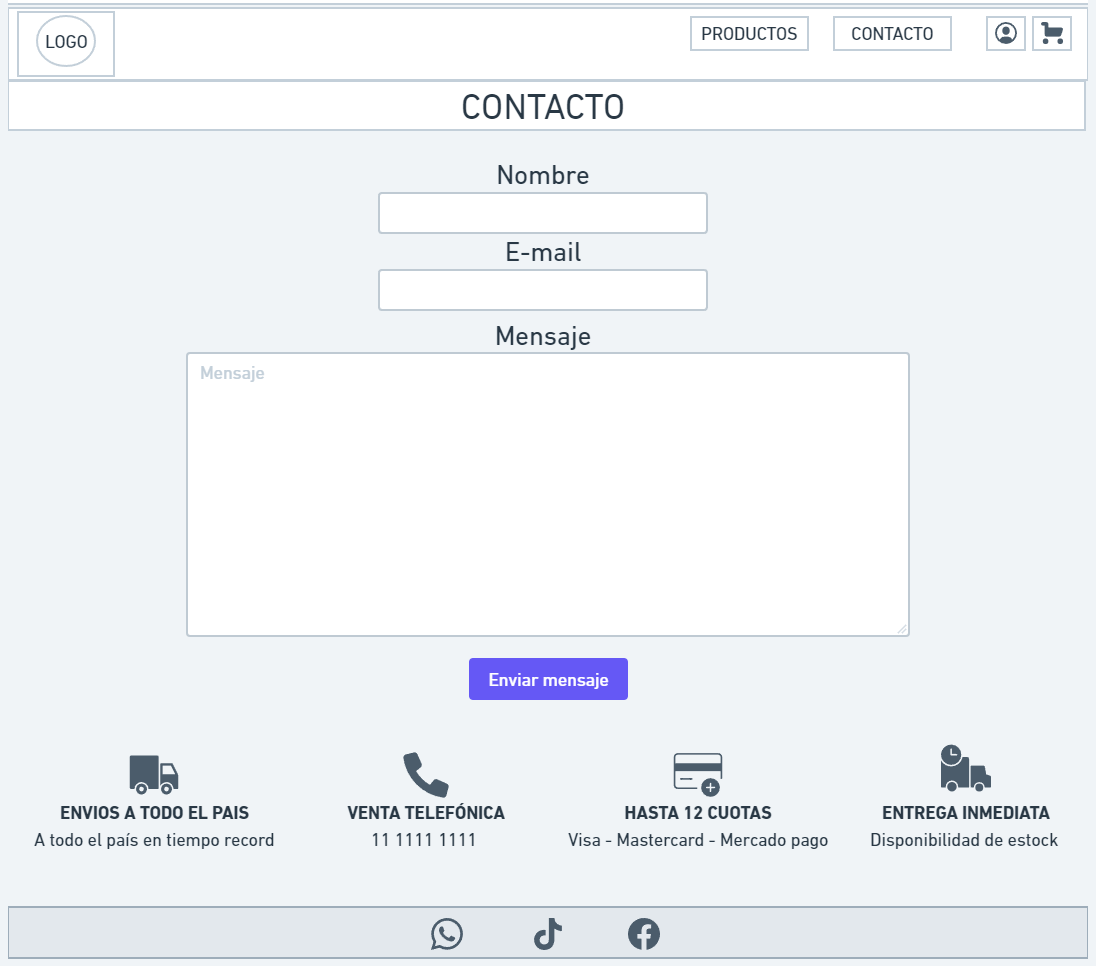 LOGO
PRODUCTOS
CONTACTO
CONTACTO
Nombre
E-mail
Mensaje
Mensaje
Enviar mensaje
ENVIOS A TODO EL PAIS
A todo el país en tiempo record
VENTA TELEFÓNICA
11 1111 1111
HASTA 12 CUOTAS
Visa - Mastercard - Mercado pago
ENTREGA INMEDIATA
Disponibilidad de estock